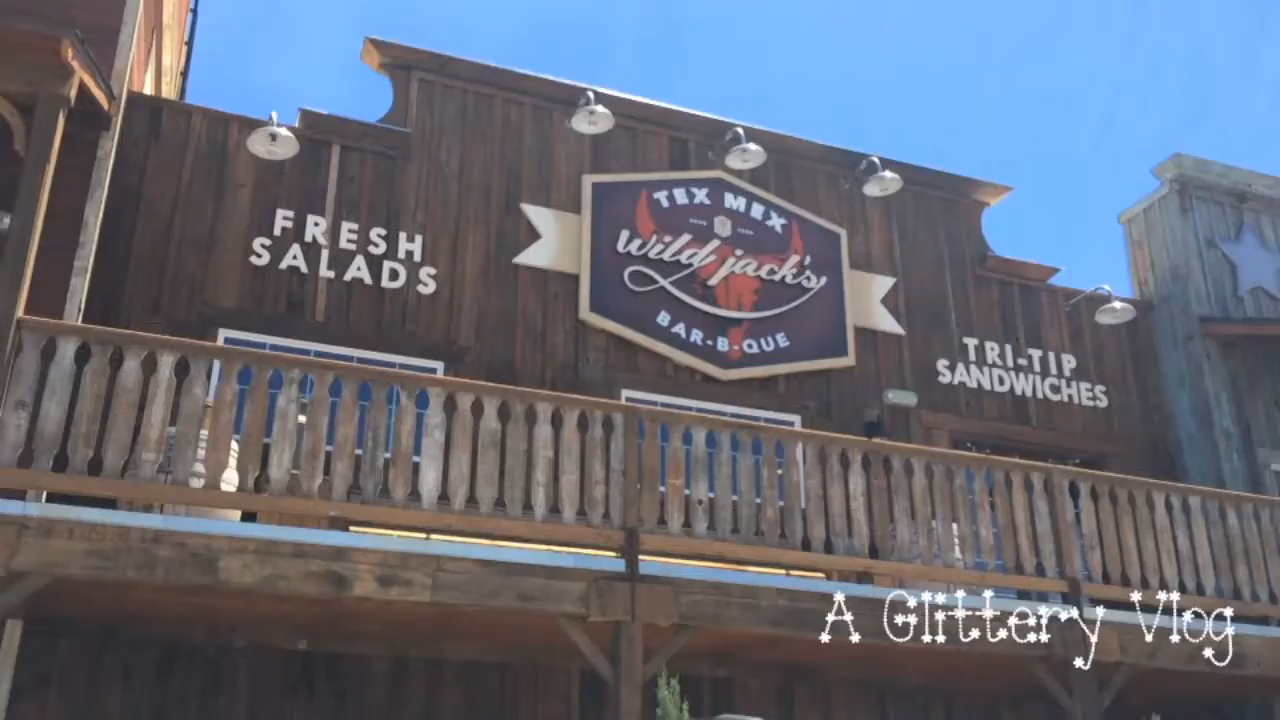 FRESH
SALADS
TEX MEX
wild jack's
BAR-B-QUE
TRI-TIP
SANDWICHES
A Glittery Vlog